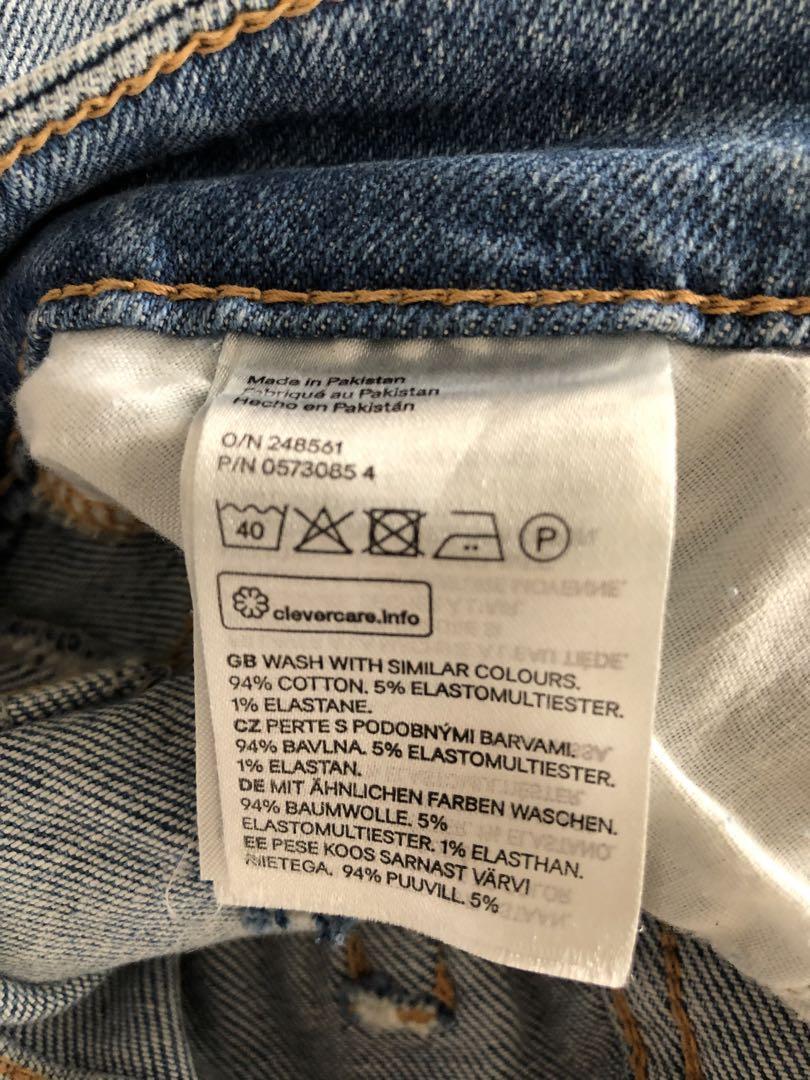 Made in Pakistan
Fabriqué au Pakistan
Hecho en Pakistán
O/N 248561
P/N 0573085 4
40
P
clevercare.info
GB WASH WITH SIMILAR COLOURS.
94% COTTON. 5% ELASTOMULTIESTER.
1% ELASTANE.
CZ PERTE S PODOBNÝMI BARVAMI.
94% BAVLNA. 5% ELASTOMULTIESTER.
1% ELASTAN.
DE MIT ÄHNLICHEN FARBEN WASCHEN.
94% BAUMWOLLE. 5%
ELASTOMULTIESTER. 1% ELASTHAN.
EE PESE KOOS SARNAST VÄRVI
RIIETEGA. 94% PUUVILL. 5%